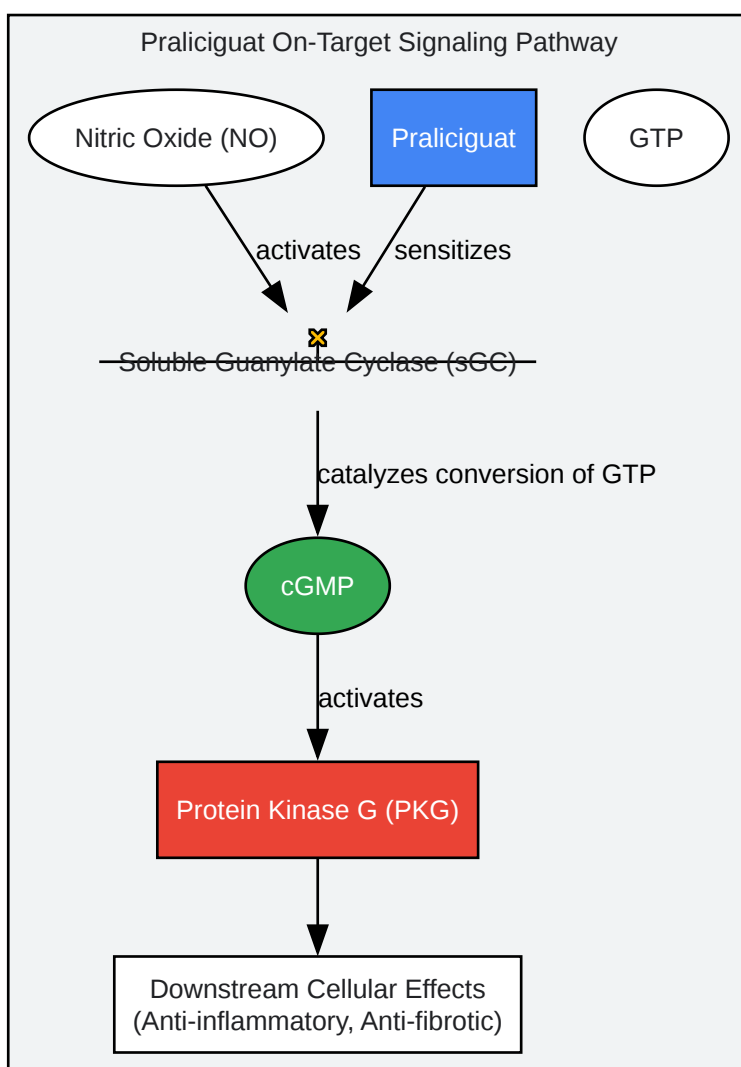 Praliciguat On-Target Signaling Pathway
Nitric Oxide (NO)
Praliciguat
GTP
activates
sensitizes
Soluble Guanylate Cyclase (sGC)
catalyzes conversion of GTP
cGMP
activates
Protein Kinase G (PKG)
Downstream Cellular Effects
(Anti-inflammatory, Anti-fibrotic)